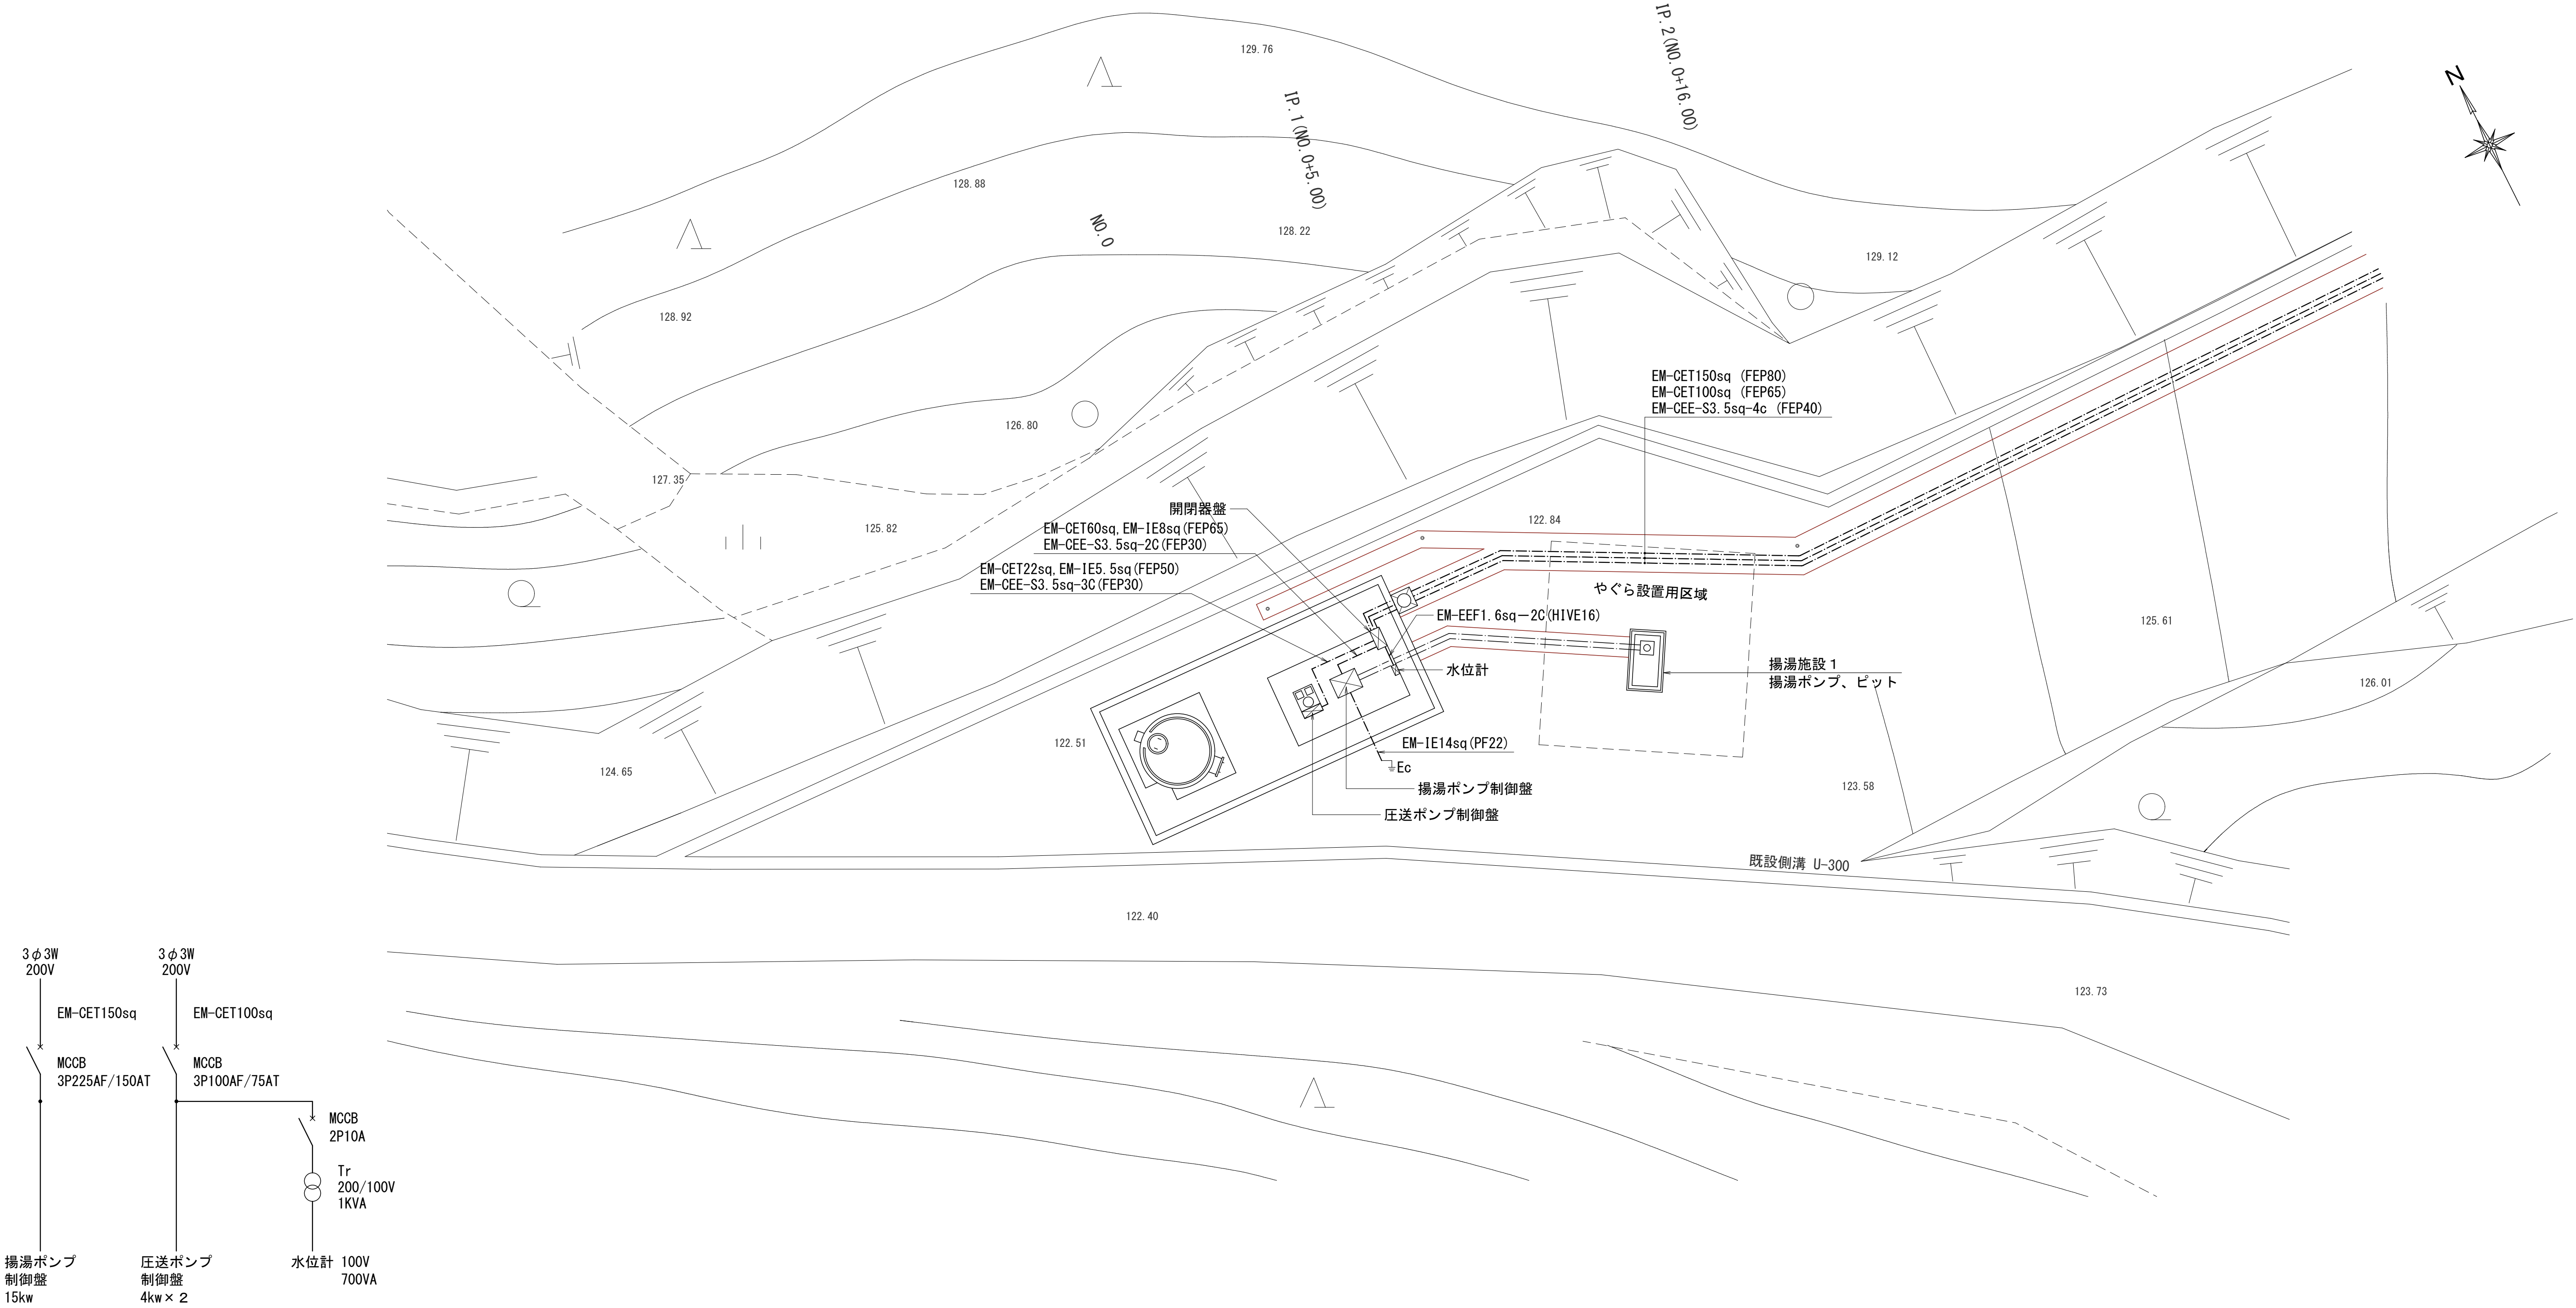 129.76
IP.2(NO.0+16.00)
N
IP.1(NO.0+5.00)
128.88
NO.0
128.22
129.12
128.92
EM-CET150sq (FEP80)
EM-CET100sq (FEP65)
EM-CEE-S3.5sq-4c (FEP40)
126.80
127.35
開閉器盤
122.84
125.82
EM-CET60sq,EM-IE8sq(FEP65)
EM-CEE-S3.5sq-2C(FEP30)
EM-CET22sq,EM-IE5.5sq(FEP50)
EM-CEE-S3.5sq-3C(FEP30)
やぐら設置用区域
EM-EEF1.6sq－2C(HIVE16)
125.61
水位計
揚湯施設１
揚湯ポンプ、ピット
126.01
122.51
EM-IE14sq(PF22)
124.65
Ec
123.58
揚湯ポンプ制御盤
圧送ポンプ制御盤
既設側溝 U-300
122.40
3φ3W
200V
3φ3W
200V
123.73
EM-CET150sq
EM-CET100sq
MCCB
3P225AF/150AT
MCCB
3P100AF/75AT
MCCB
2P10A
Tr
200/100V
1KVA
揚湯ポンプ
制御盤
15kw
圧送ポンプ
制御盤
4kw×２
水位計 100V
700VA